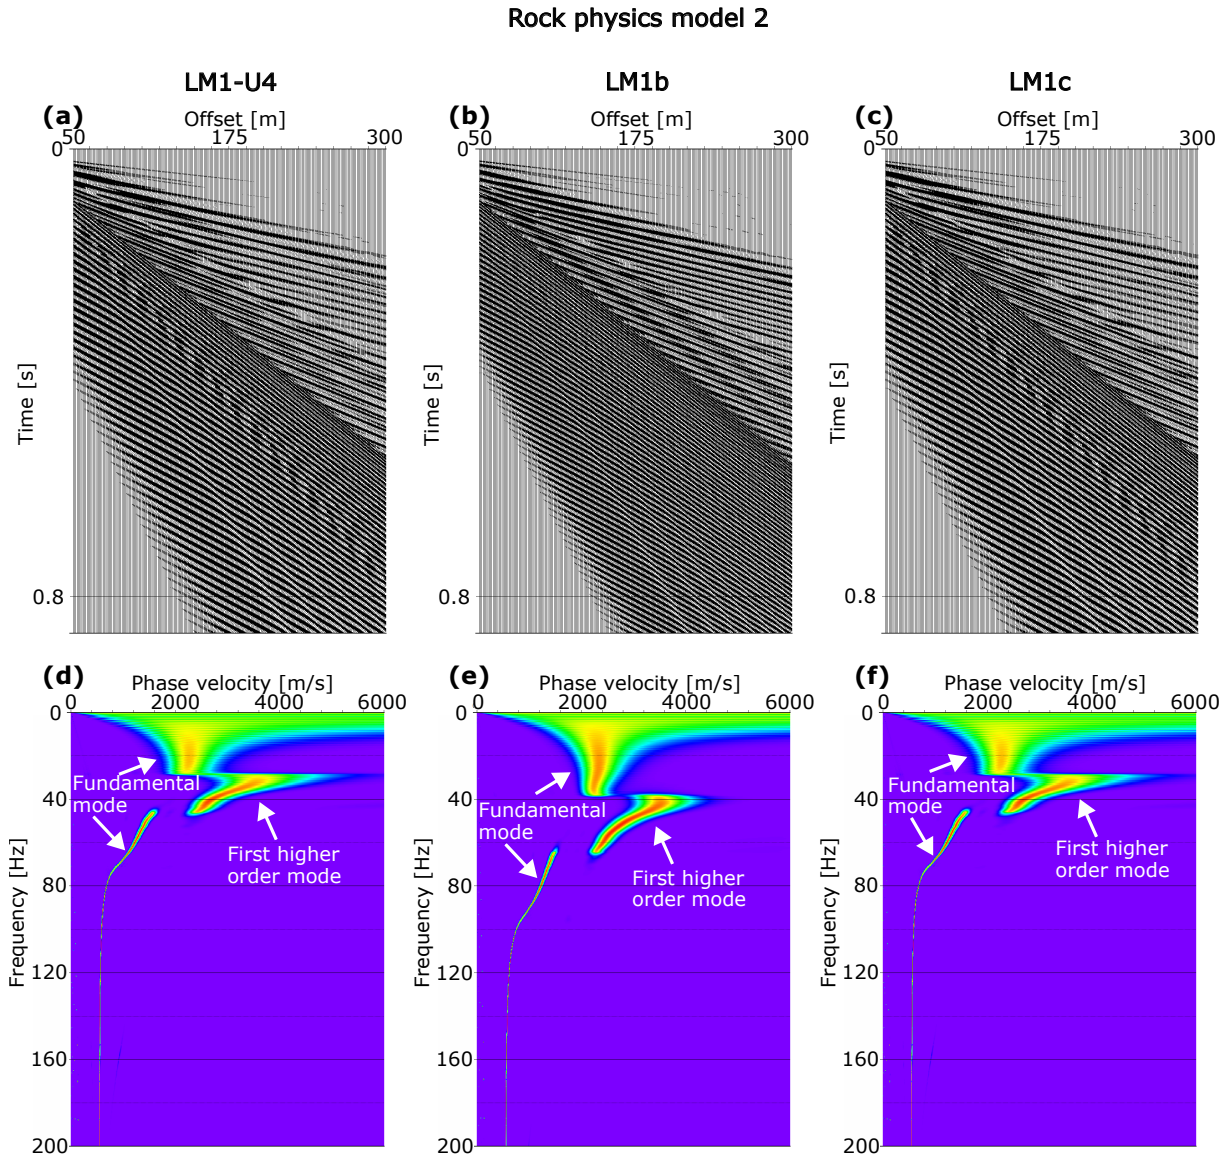 Rock physics model 2
LM1-U4
LM1b
LM1c
(a)
Offset [m]
50
175
300
0
Time [s]
0.8
(b)
Offset [m]
50
175
300
0
Time [s]
0.8
(c)
Offset [m]
50
175
300
0
Time [s]
0.8
(d)
Phase velocity [m/s]
0
2000
4000
6000
0
40
80
120
160
200
Frequency [Hz]
Fundamental
mode
First higher
order mode
(e)
Phase velocity [m/s]
0
2000
4000
6000
0
40
80
120
160
200
Frequency [Hz]
Fundamental
mode
First higher
order mode
(f)
Phase velocity [m/s]
0
2000
4000
6000
0
40
80
120
160
200
Frequency [Hz]
Fundamental
mode
First higher
order mode